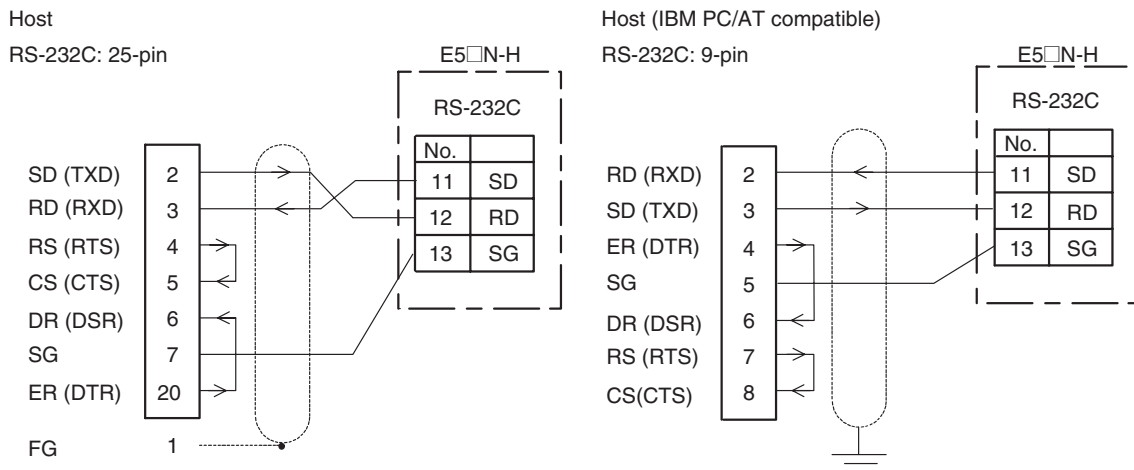 Host
RS-232C: 25-pin
E5□N-H
RS-232C
No.
11 SD
12 RD
13 SG
SD (TXD) 2
RD (RXD) 3
RS (RTS) 4
CS (CTS) 5
DR (DSR) 6
SG 7
ER (DTR) 20
FG 1
Host (IBM PC/AT compatible)
RS-232C: 9-pin
E5□N-H
RS-232C
No.
11 SD
12 RD
13 SG
RD (RXD) 2
SD (TXD) 3
ER (DTR) 4
SG 5
DR (DSR) 6
RS (RTS) 7
CS(CTS) 8